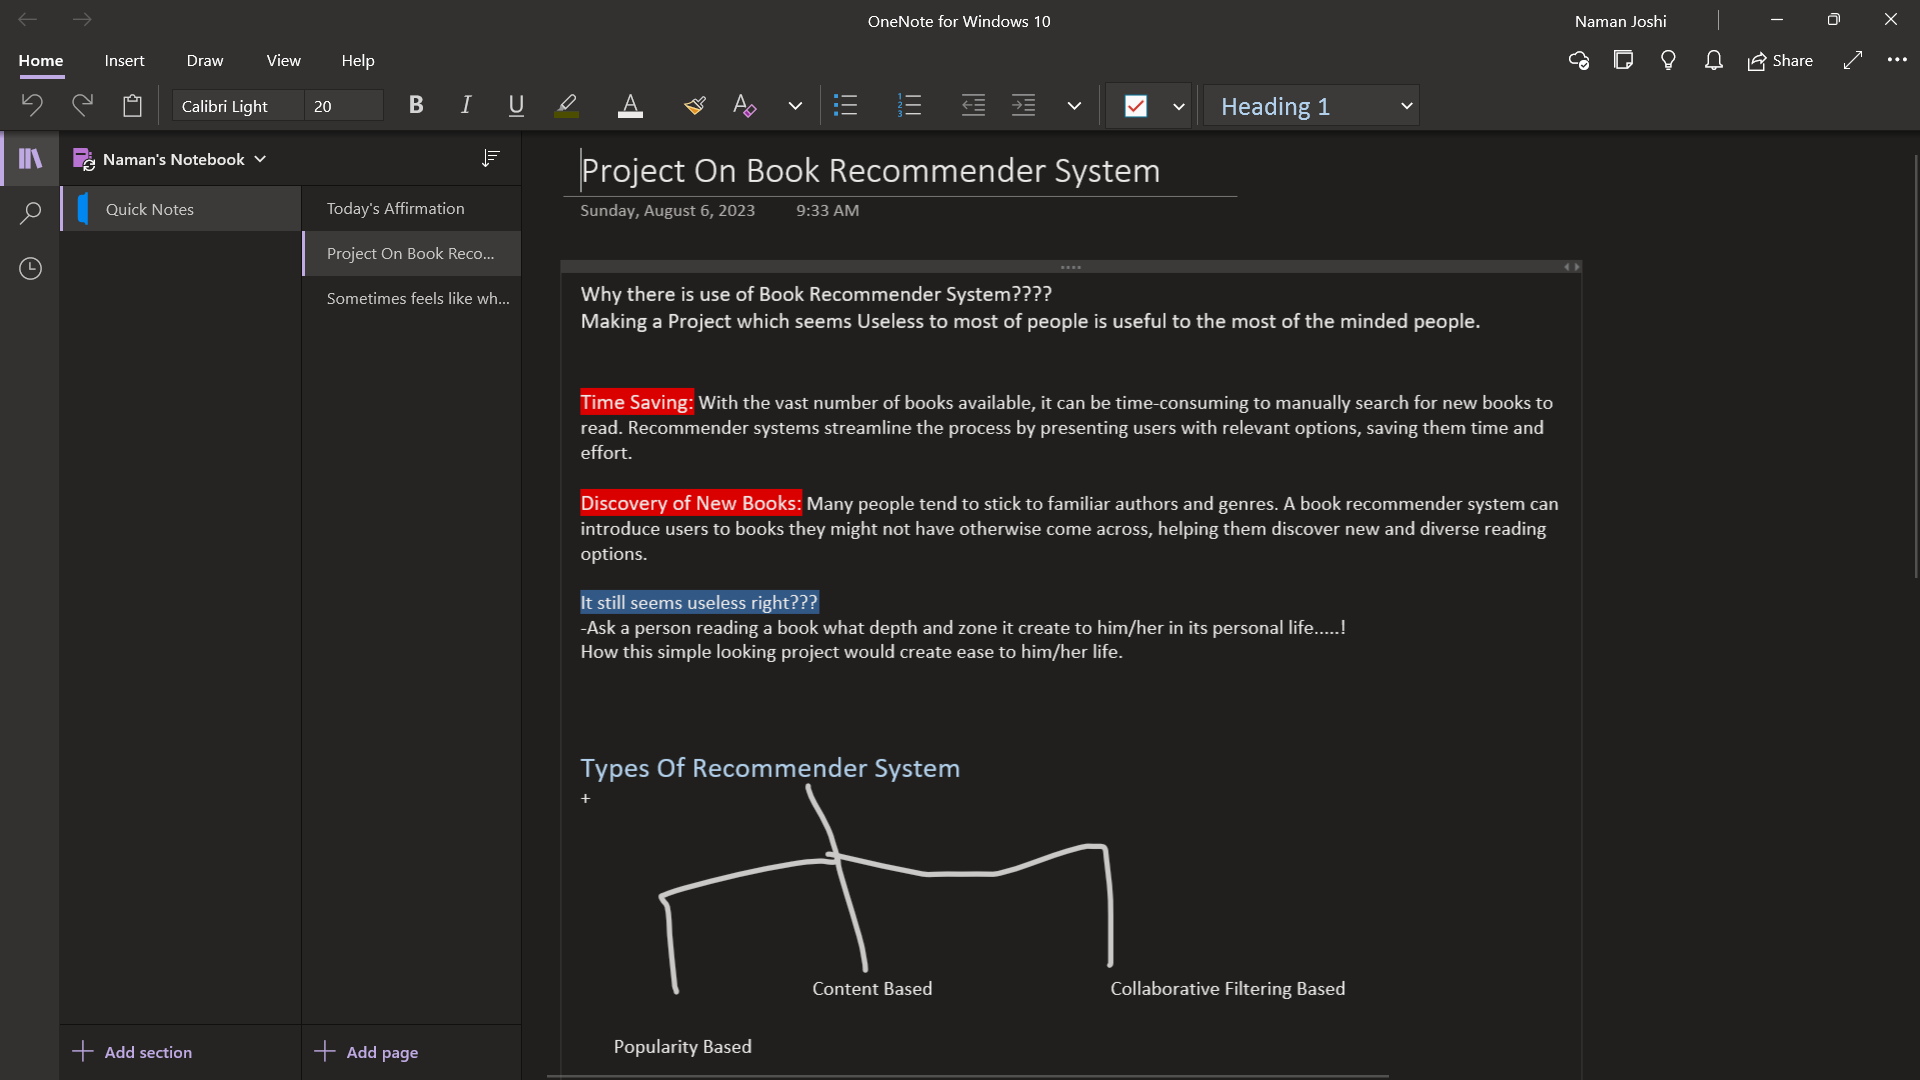 OneNote for Windows 10
Naman Joshi
Home Insert Draw View Help
Share
Calibri Light 20 B I U A Heading 1
Naman's Notebook
Quick Notes
Today's Affirmation
Project On Book Reco...
Sometimes feels like wh...
Add section
Add page
Project On Book Recommender System
Sunday, August 6, 2023 9:33 AM
Why there is use of Book Recommender System????
Making a Project which seems Useless to most of people is useful to the most of the minded people.
Time Saving: With the vast number of books available, it can be time-consuming to manually search for new books to
read. Recommender systems streamline the process by presenting users with relevant options, saving them time and
effort.
Discovery of New Books: Many people tend to stick to familiar authors and genres. A book recommender system can
introduce users to books they might not have otherwise come across, helping them discover new and diverse reading
options.
It still seems useless right???
-Ask a person reading a book what depth and zone it create to him/her in its personal life.....!
How this simple looking project would create ease to him/her life.
Types Of Recommender System
+
Content Based
Collaborative Filtering Based
Popularity Based